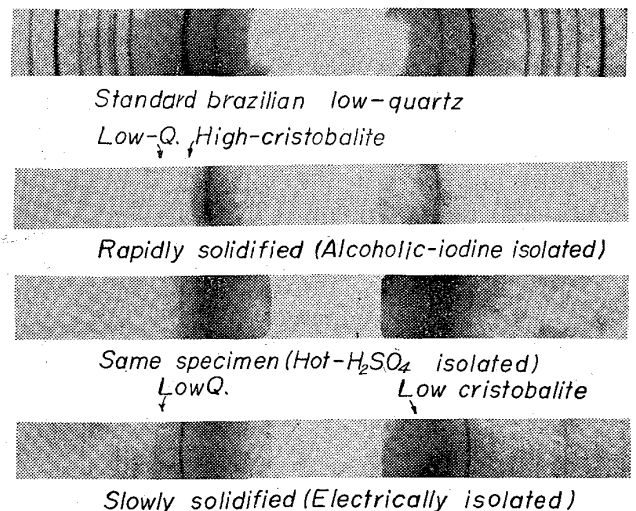 Standard brazilian low-quartz
Low-Q. High-cristobalite
Rapidly solidified (Alcoholic-iodine isolated)
Same specimen (Hot-H₂SO₄ isolated)
LowQ. Low cristobalite
Slowly solidified (Electrically isolated)